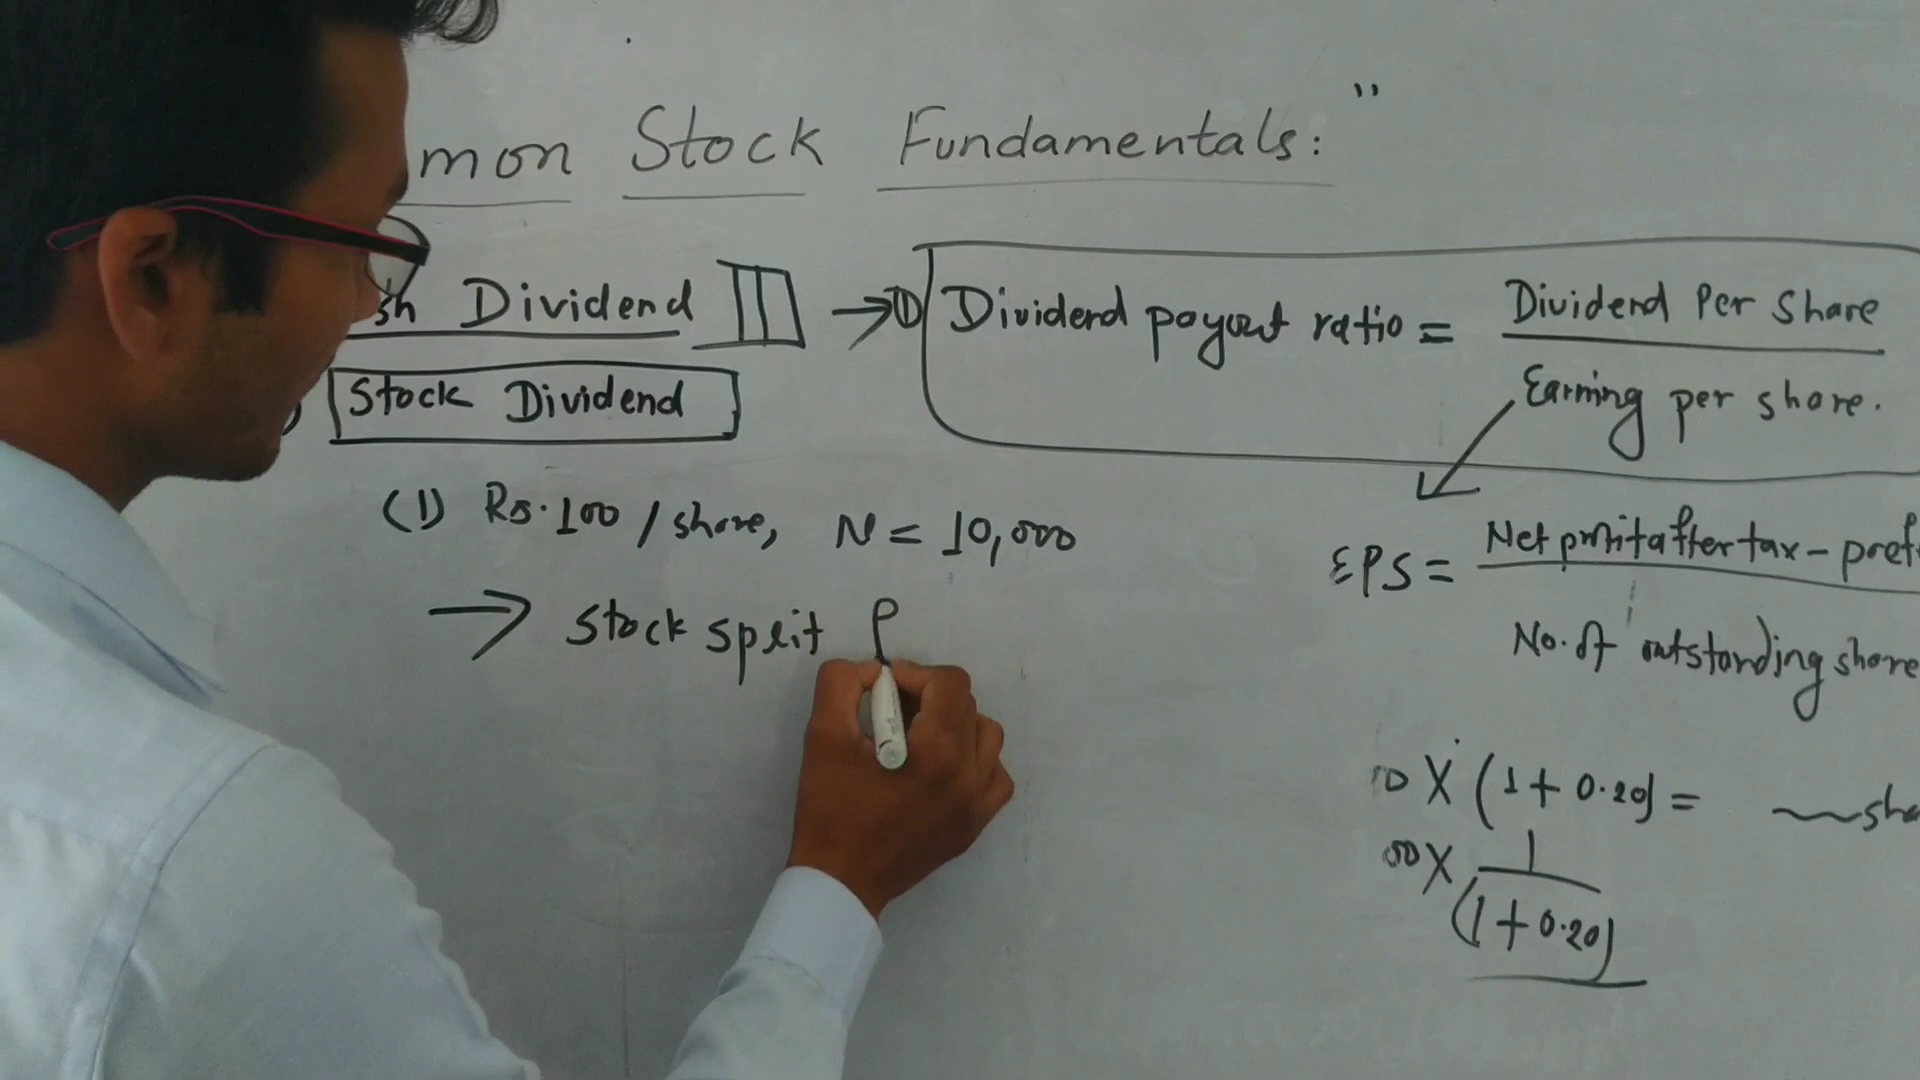 mon Stock Fundamentals: "
sh Dividend → ① Dividend payout ratio = Dividend Per Share
Earning per share.
Stock Dividend
(1) Rs. 100 / share, N = 10,000
EPS = Net profit after tax - pref
No. of outstanding share
→ Stock split P
X (1 + 0.20) = sha
X 1
(1 + 0.20)